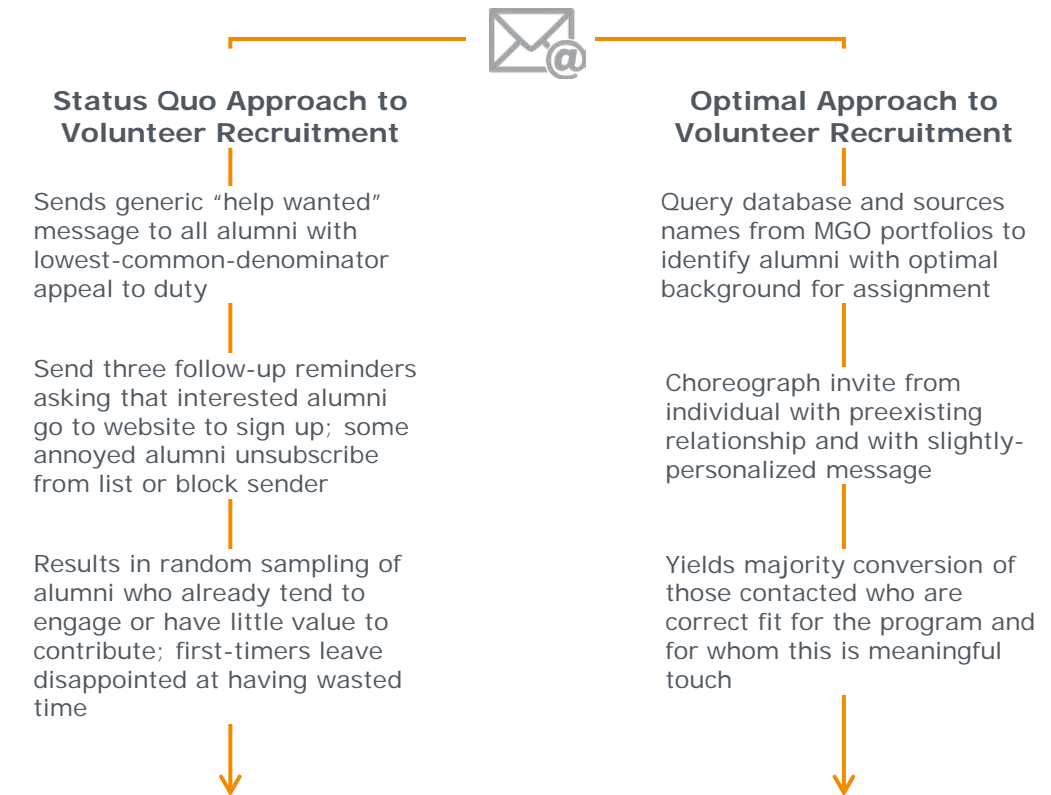 @
Status Quo Approach to
Volunteer Recruitment
Sends generic “help wanted”
message to all alumni with
lowest-common-denominator
appeal to duty
Send three follow-up reminders
asking that interested alumni
go to website to sign up; some
annoyed alumni unsubscribe
from list or block sender
Results in random sampling of
alumni who already tend to
engage or have little value to
contribute; first-timers leave
disappointed at having wasted
time
Optimal Approach to
Volunteer Recruitment
Query database and sources
names from MGO portfolios to
identify alumni with optimal
background for assignment
Choreograph invite from
individual with preexisting
relationship and with slightly-
personalized message
Yields majority conversion of
those contacted who are
correct fit for the program and
for whom this is meaningful
touch